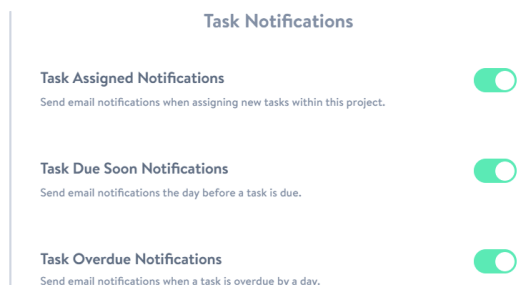 Task Notifications
Task Assigned Notifications
Send email notifications when assigning new tasks within this project.
Task Due Soon Notifications
Send email notifications the day before a task is due.
Task Overdue Notifications
Send email notifications when a task is overdue by a day.